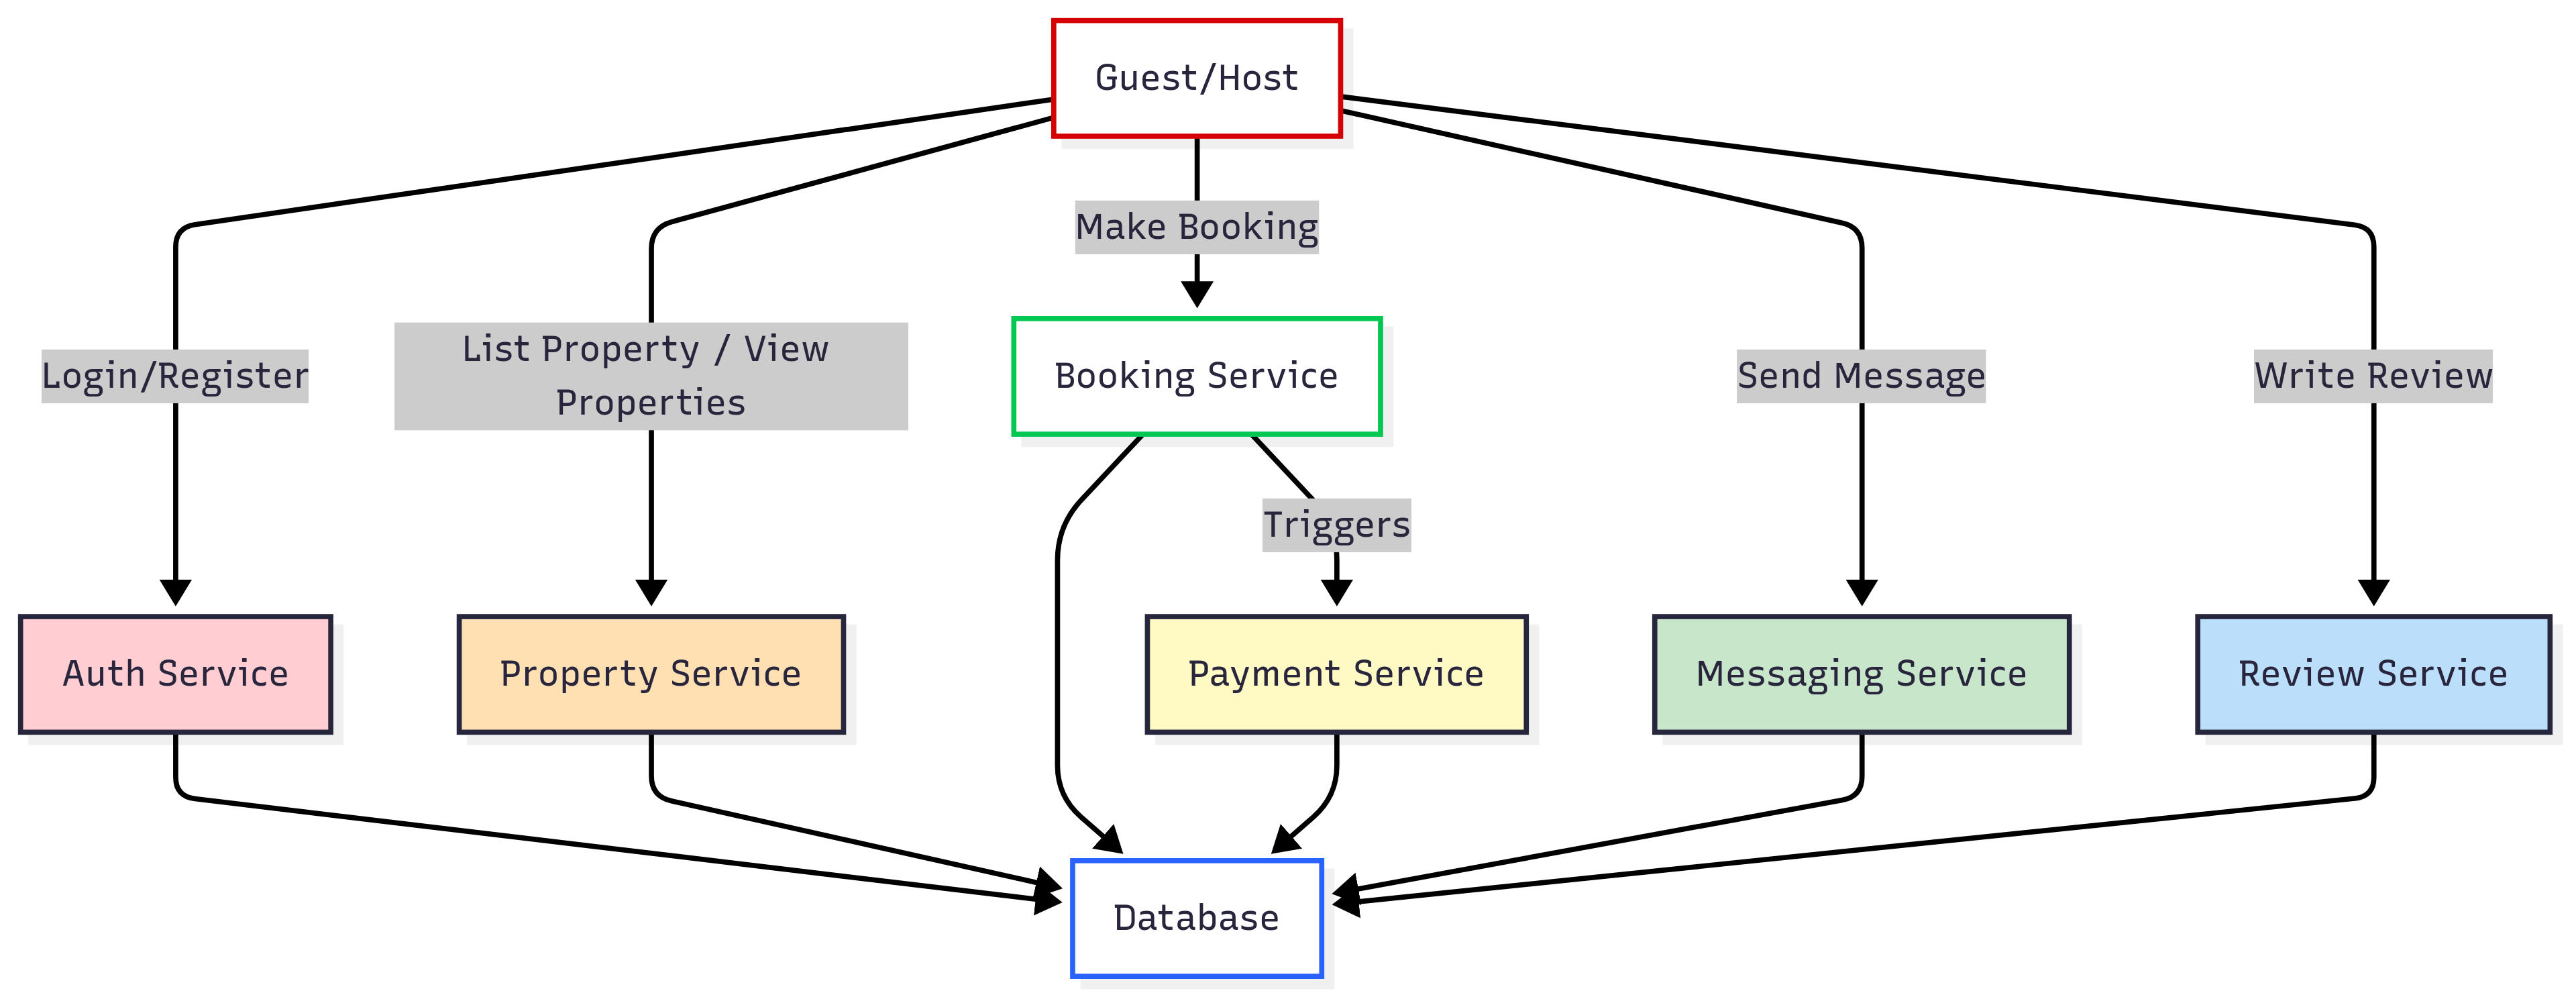 Guest/Host
Make Booking
Login/Register
List Property / View
Properties
Booking Service
Send Message
Write Review
Triggers
Auth Service
Property Service
Payment Service
Messaging Service
Review Service
Database